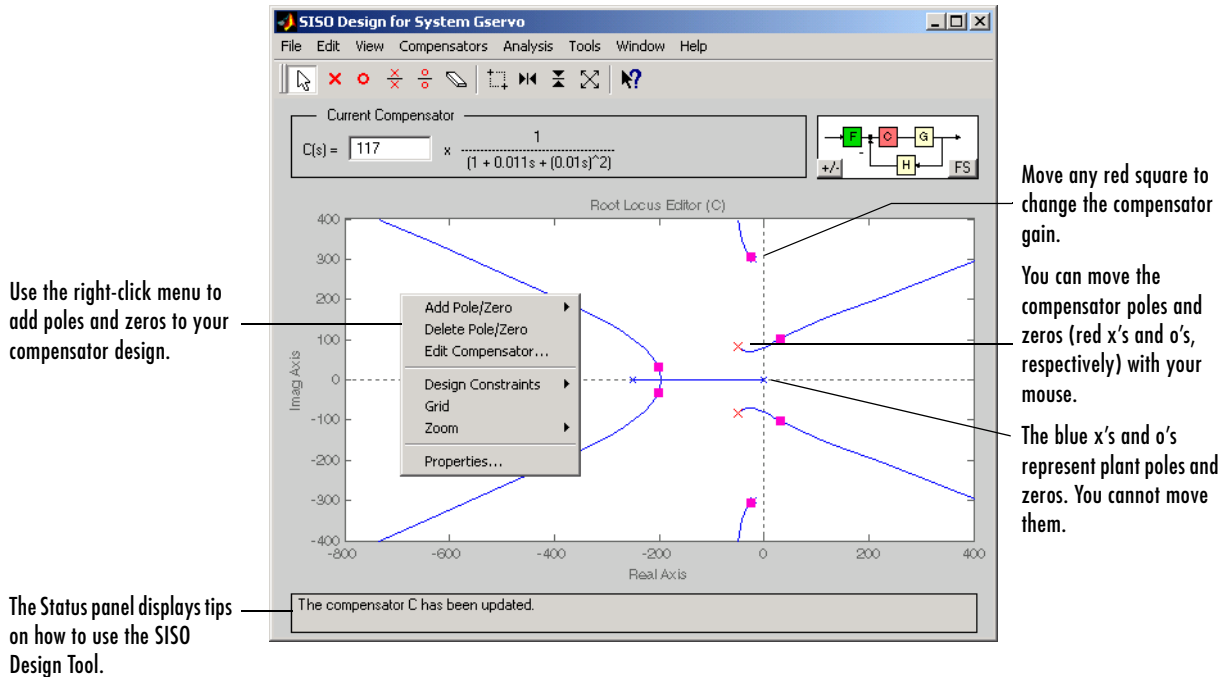 SISO Design for System Gservo
File Edit View Compensators Analysis Tools Window Help
Current Compensator
C(s) = 117 x 1
(1 + 0.011s + (0.01s)^2)
F C G
-
H
+/- FS
Root Locus Editor (C)
400
300
200
100
0
-100
-200
-300
-400
Imag Axis
-800 -600 -400 -200 0 200 400
Real Axis
Add Pole/Zero
Delete Pole/Zero
Edit Compensator...
Design Constraints
Grid
Zoom
Properties...
The compensator C has been updated.
Use the right-click menu to
add poles and zeros to your
compensator design.
The Status panel displays tips
on how to use the SISO
Design Tool.
Move any red square to
change the compensator
gain.
You can move the
compensator poles and
zeros (red x's and o's,
respectively) with your
mouse.
The blue x's and o's
represent plant poles and
zeros. You cannot move
them.